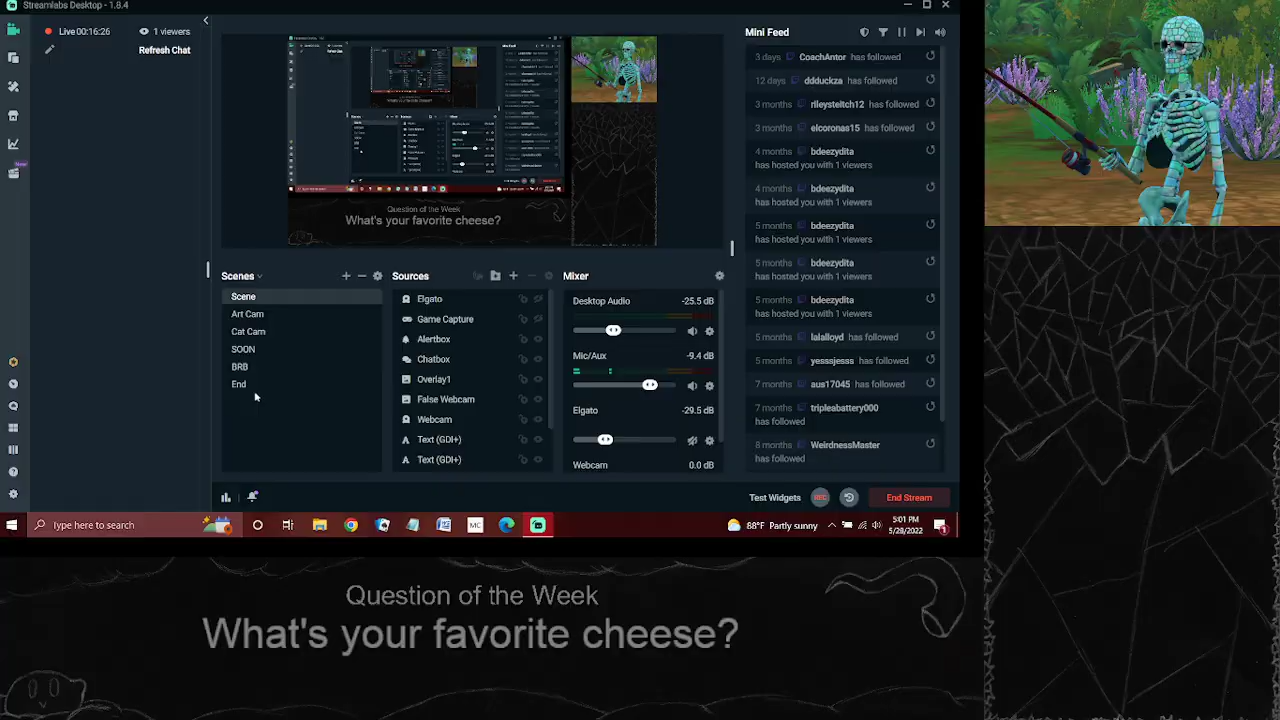 Streamlabs Desktop - 1.8.4
Live 00:16:26
1 viewers
Refresh Chat
Question of the Week
What's your favorite cheese?
Scenes
Scene
Art Cam
Cat Cam
SOON
BRB
End
Sources
Elgato
Game Capture
Alertbox
Chatbox
Overlay1
False Webcam
Webcam
Text (GDI+)
Text (GDI+)
Mixer
Desktop Audio
-25.5 dB
Mic/Aux
-9.4 dB
Elgato
-29.5 dB
Webcam
0.0 dB
Mini Feed
3 days CoachAntor has followed
12 days ddduckza has followed
3 months rileysteitch12 has followed
3 months elcoronas15 has followed
4 months bdeezydita
has hosted you with 1 viewers
4 months bdeezydita
has hosted you with 1 viewers
5 months bdeezydita
has hosted you with 1 viewers
5 months bdeezydita
has hosted you with 1 viewers
5 months bdeezydita
has hosted you with 1 viewers
5 months lalalloyd has followed
5 months yesssjesss has followed
7 months aus17045 has followed
7 months tripleabattery000
has followed
8 months WeirdnessMaster
has followed
Test Widgets
REC
End Stream
Type here to search
MC
88°F Partly sunny
5:01 PM
5/28/2022
1
Question of the Week
What's your favorite cheese?